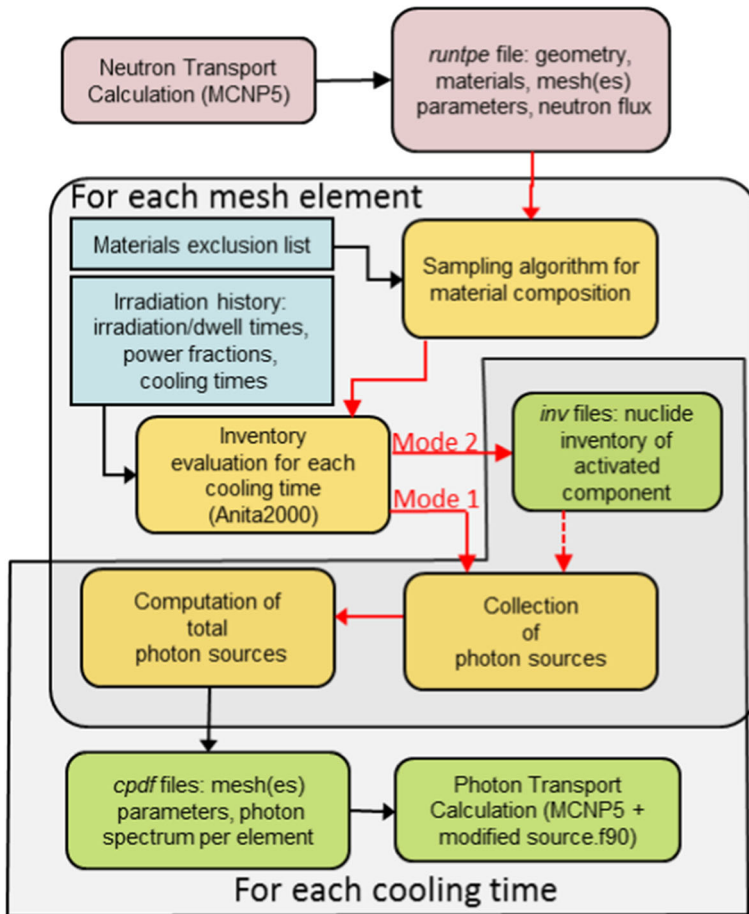 Neutron Transport
Calculation (MCNP5)
runtpe file: geometry,
materials, mesh(es)
parameters, neutron flux
For each mesh element
Materials exclusion list
Sampling algorithm for
material composition
Irradiation history:
irradiation/dwell times,
power fractions,
cooling times
Inventory
evaluation for each
cooling time
(Anita2000)
Mode 2
Mode 1
inv files: nuclide
inventory of
activated
component
Computation of
total
photon sources
Collection
of
photon sources
cpdf files: mesh(es)
parameters, photon
spectrum per element
Photon Transport
Calculation (MCNP5 +
modified source.f90)
For each cooling time